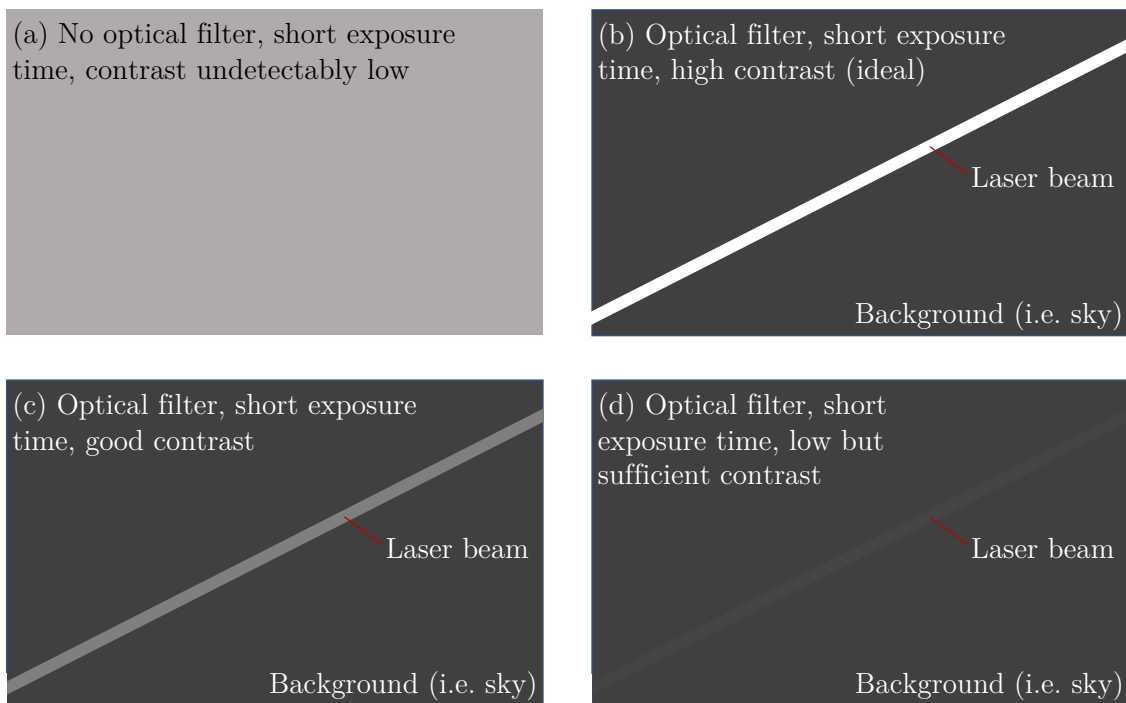 (a) No optical filter, short exposure
time, contrast undetectably low
(b) Optical filter, short exposure
time, high contrast (ideal)
Laser beam
Background (i.e. sky)
(c) Optical filter, short exposure
time, good contrast
Laser beam
Background (i.e. sky)
(d) Optical filter, short
exposure time, low but
sufficient contrast
Laser beam
Background (i.e. sky)